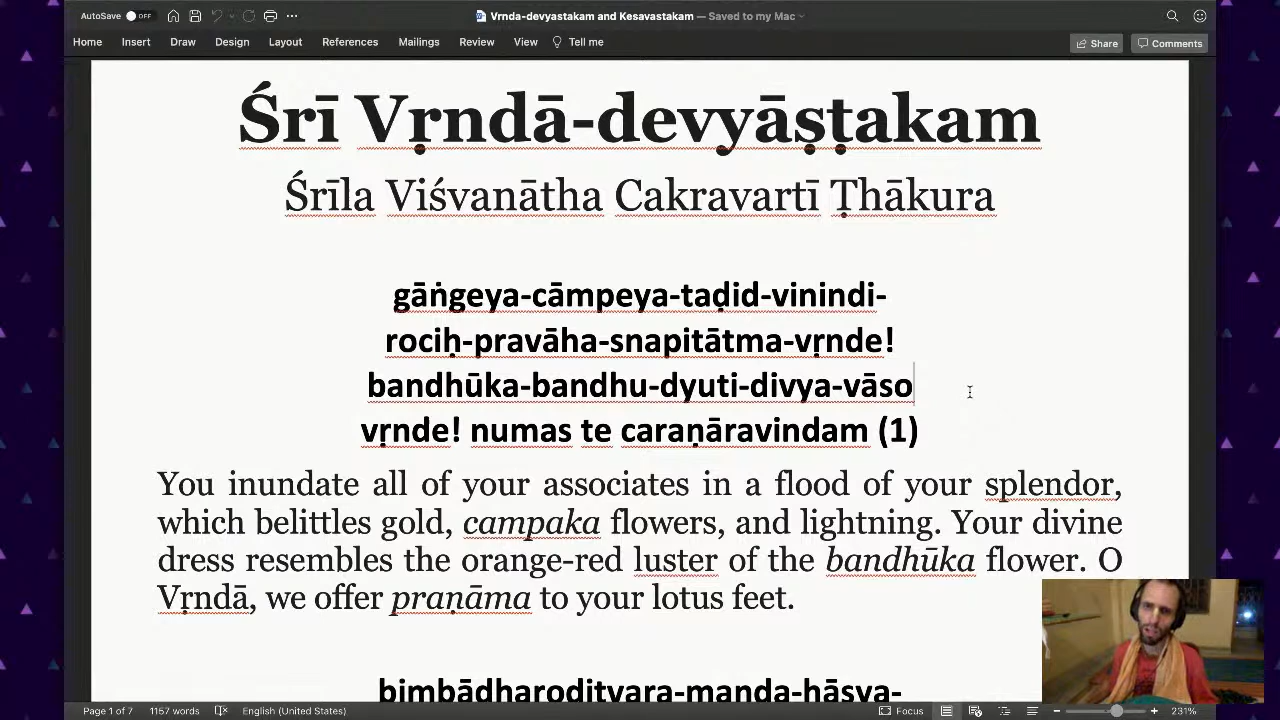 AutoSave OFF Vrnda-devyastakam and Kesavastakam — Saved to my Mac
Home Insert Draw Design Layout References Mailings Review View Tell me Share Comments
Śrī Vṛndā-devyāṣṭakam
Śrīla Viśvanātha Cakravartī Ṭhākura
gāṅgeya-cāmpeya-taḍid-vinindi-
rociḥ-pravāha-snapitātma-vṛnde!
bandhūka-bandhu-dyuti-divya-vāso
vṛnde! numas te caraṇāravindam (1)
You inundate all of your associates in a flood of your splendor,
which belittles gold, campaka flowers, and lightning. Your divine
dress resembles the orange-red luster of the bandhūka flower. O
Vṛndā, we offer praṇāma to your lotus feet.
bimbādharoditvara-manda-hāsya-
Page 1 of 7 1157 words English (United States) Focus 231%